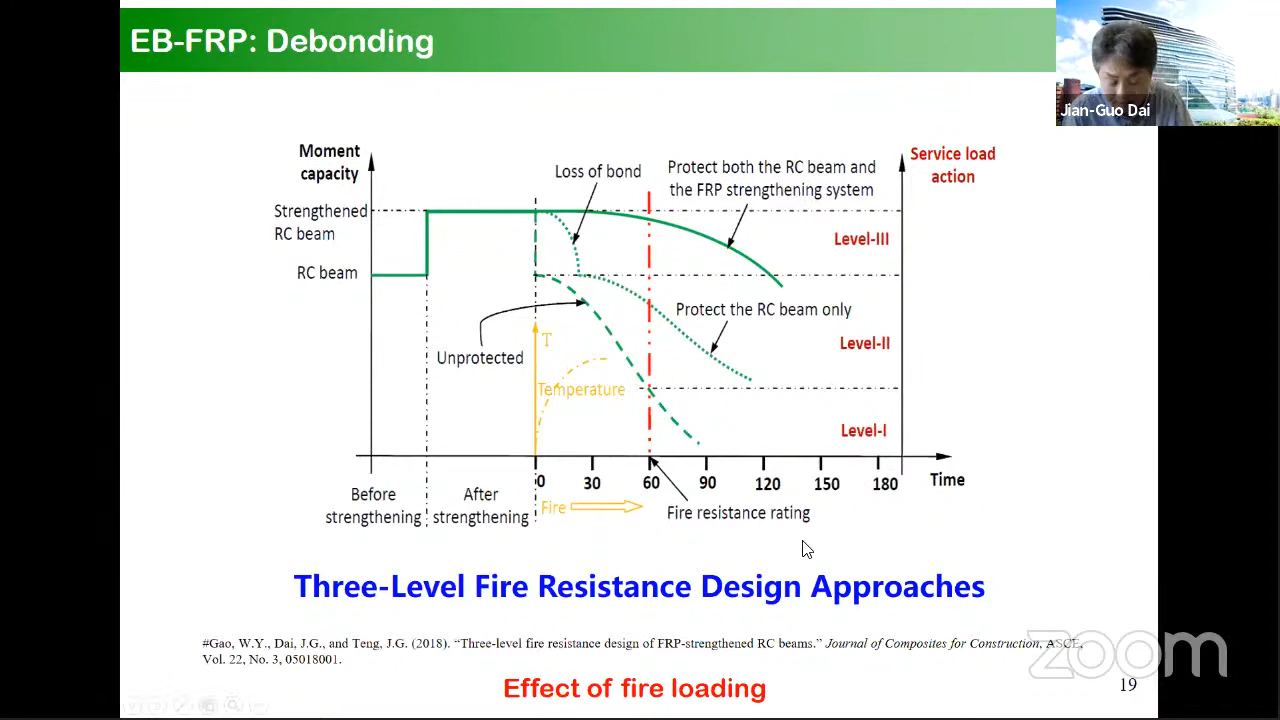 EB-FRP: Debonding
Jian-Guo Dai
Moment
capacity
Service load
action
Loss of bond
Protect both the RC beam and
the FRP strengthening system
Strengthened
RC beam
Level-III
RC beam
Protect the RC beam only
T
Level-II
Unprotected
Temperature
Level-I
0 30 60 90 120 150 180
Time
Before
strengthening
After
strengthening
Fire
Fire resistance rating
Three-Level Fire Resistance Design Approaches
#Gao, W.Y., Dai, J.G., and Teng, J.G. (2018). “Three-level fire resistance design of FRP-strengthened RC beams.” Journal of Composites for Construction, ASCE,
Vol. 22, No. 3, 05018001.
zoom
Effect of fire loading
19